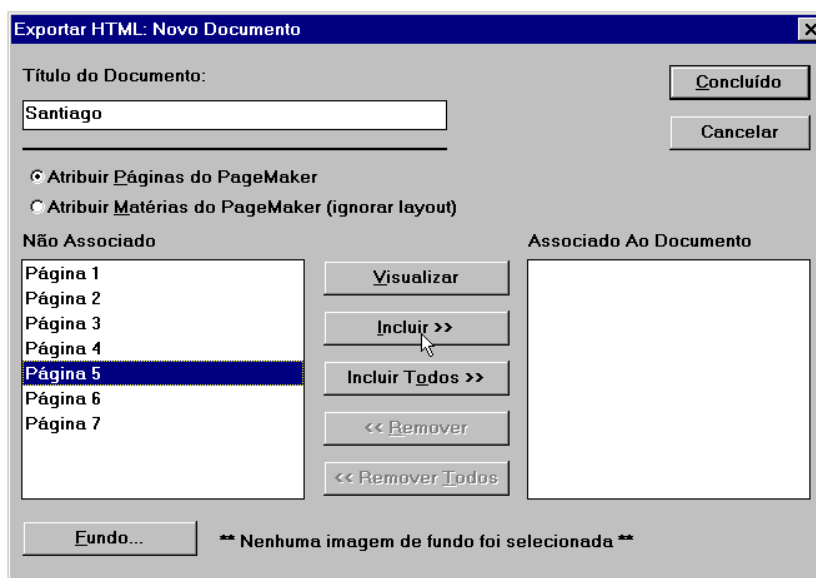 Exportar HTML: Novo Documento
Título do Documento:
Santiago
Concluído
Cancelar
Atribuir Páginas do PageMaker
Atribuir Matérias do PageMaker (ignorar layout)
Não Associado
Associado Ao Documento
Página 1
Página 2
Página 3
Página 4
Página 5
Página 6
Página 7
Visualizar
Incluir >>
Incluir Todos >>
<< Remover
<< Remover Todos
Fundo...
** Nenhuma imagem de fundo foi selecionada **